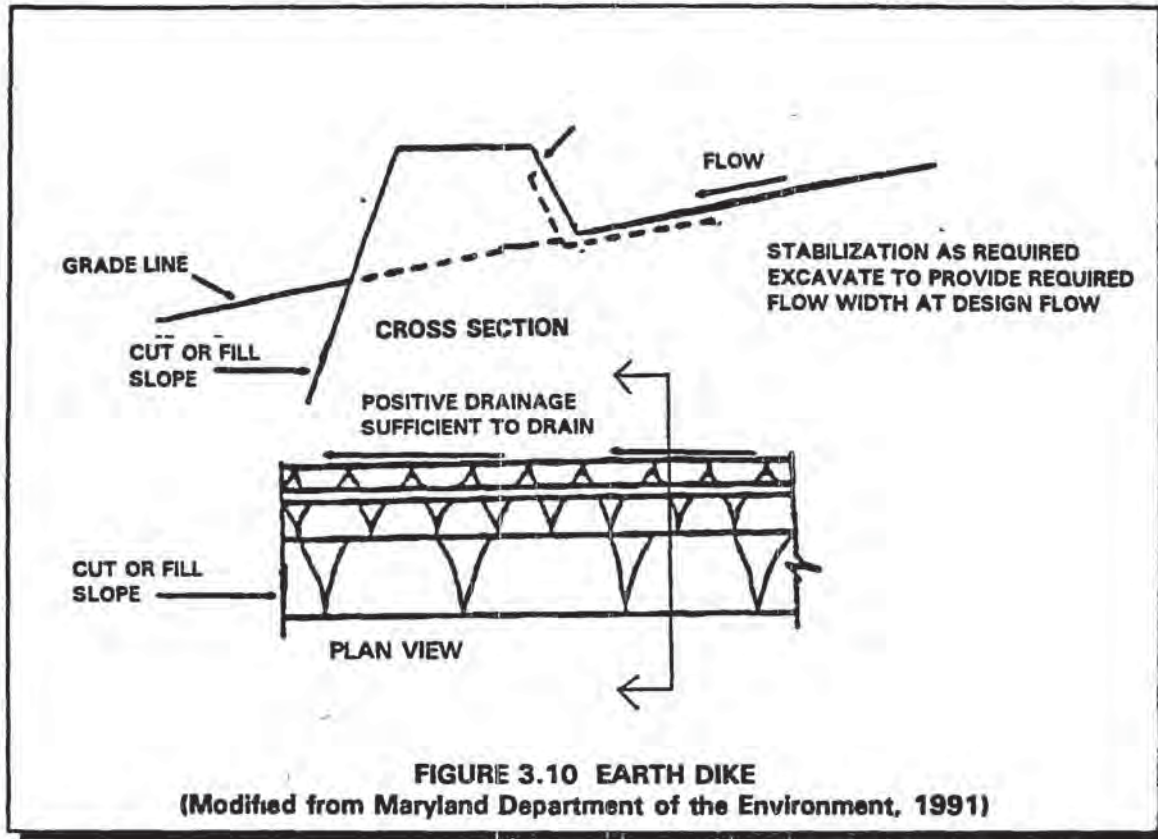 FLOW
GRADE LINE
STABILIZATION AS REQUIRED
EXCAVATE TO PROVIDE REQUIRED
FLOW WIDTH AT DESIGN FLOW
CROSS SECTION
CUT OR FILL
SLOPE
POSITIVE DRAINAGE
SUFFICIENT TO DRAIN
CUT OR FILL
SLOPE
PLAN VIEW
FIGURE 3.10 EARTH DIKE
(Modified from Maryland Department of the Environment, 1991)